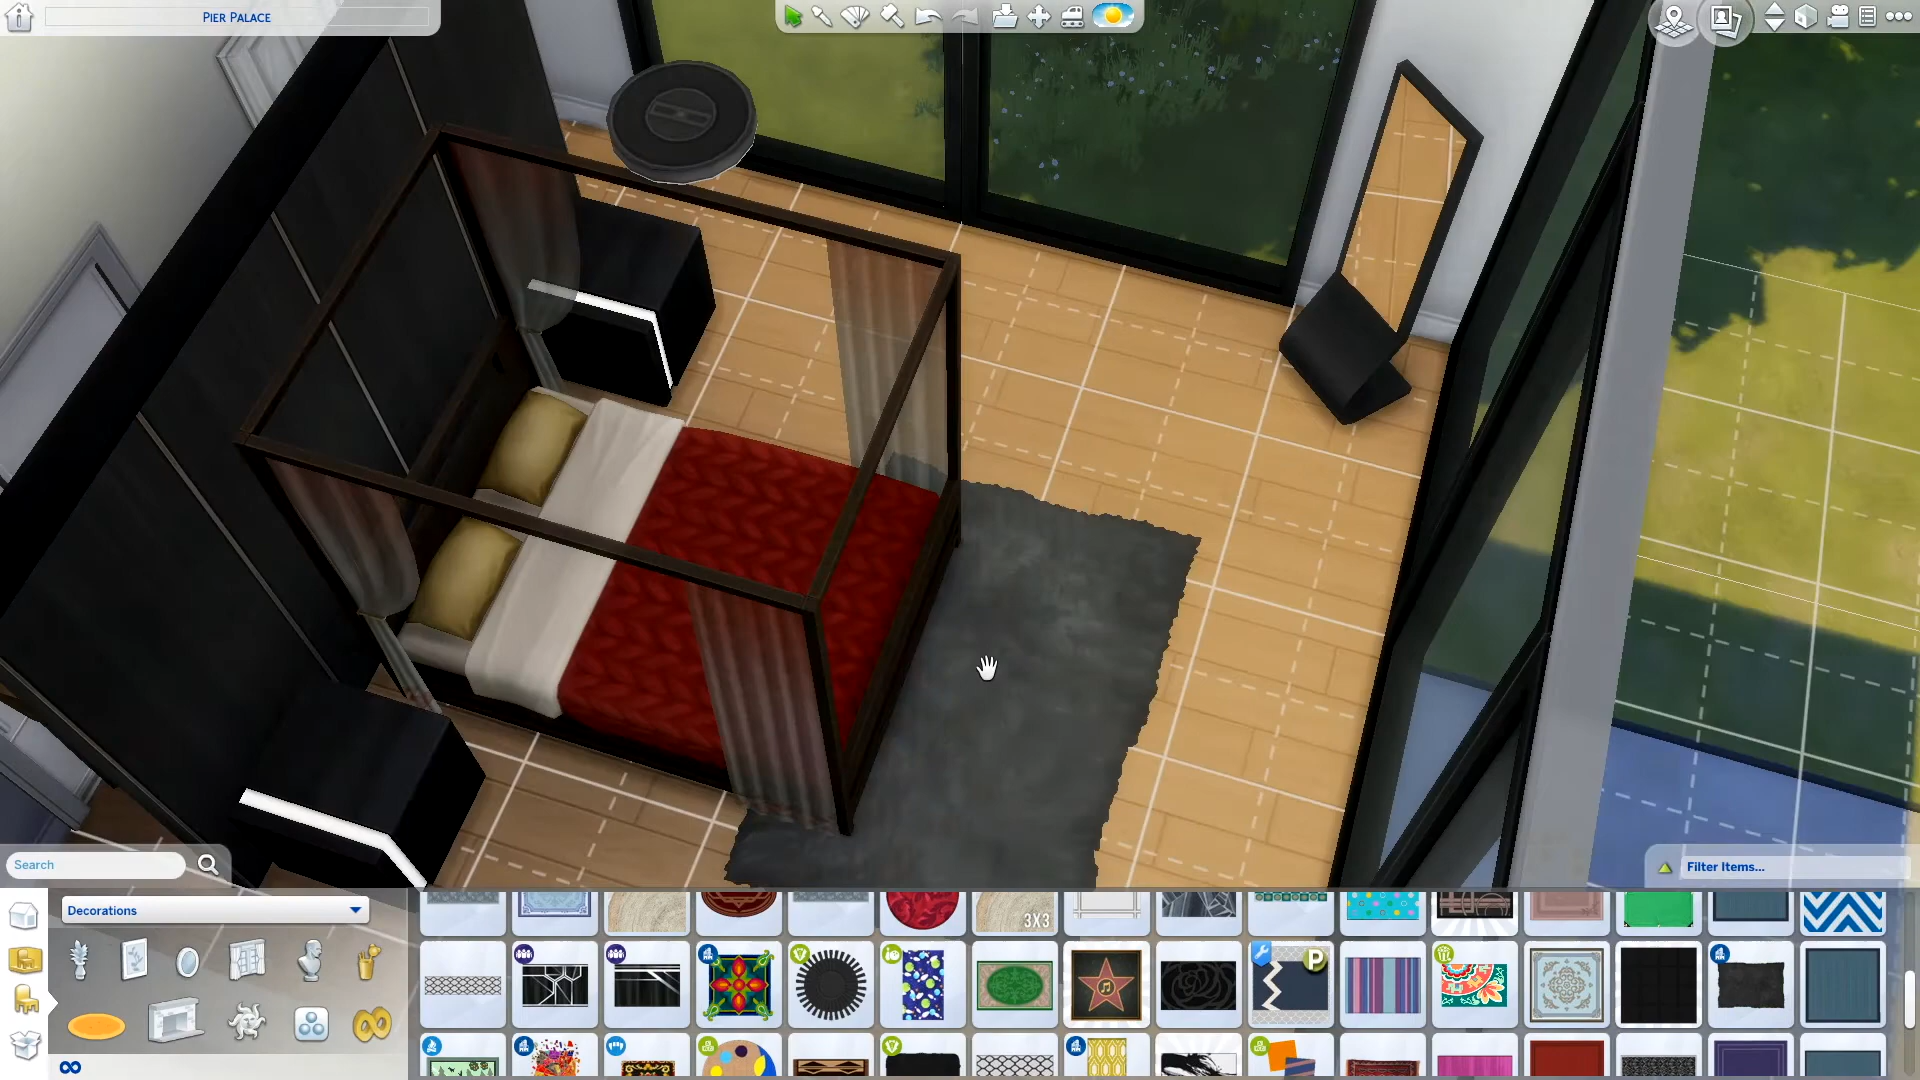 PIER PALACE
Search
Filter Items...
Decorations
3X3
P